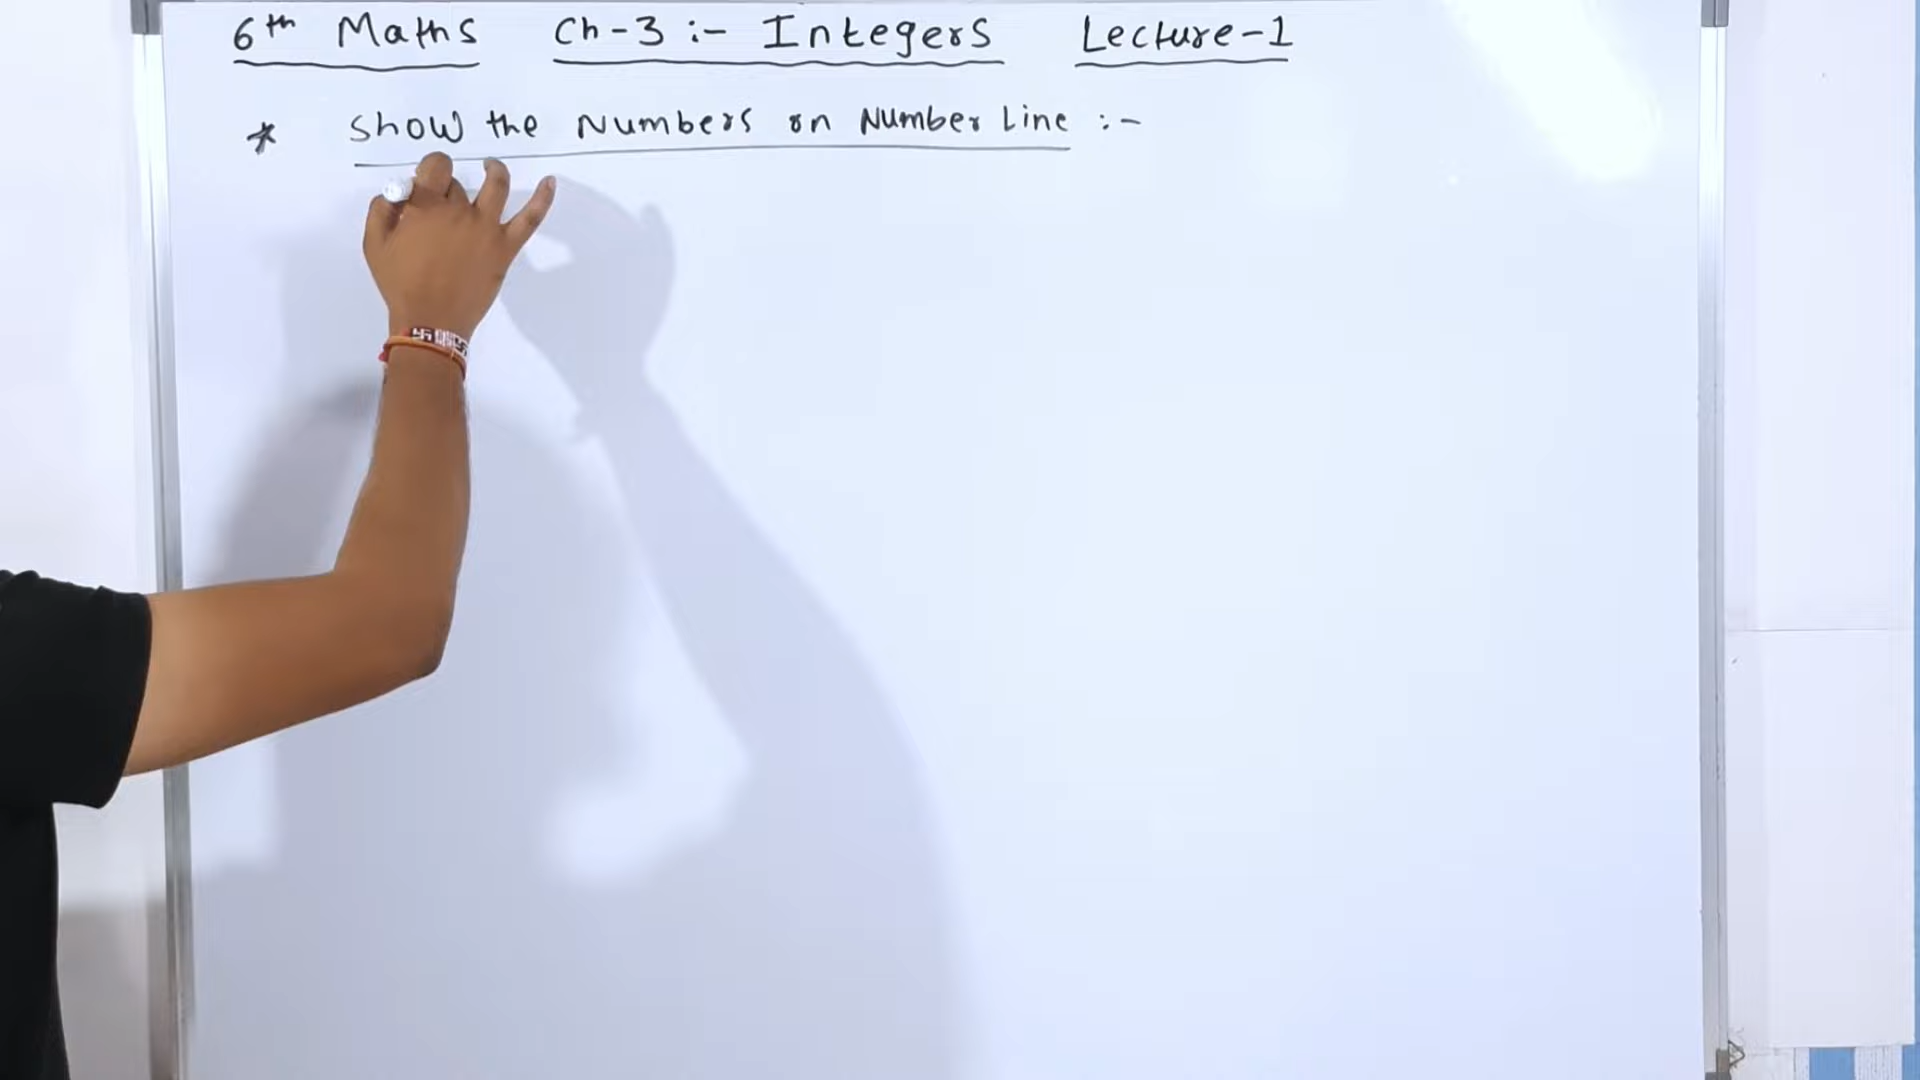 6th Maths Ch-3 :- Integers Lecture-1
* Show the Numbers on Number Line :-